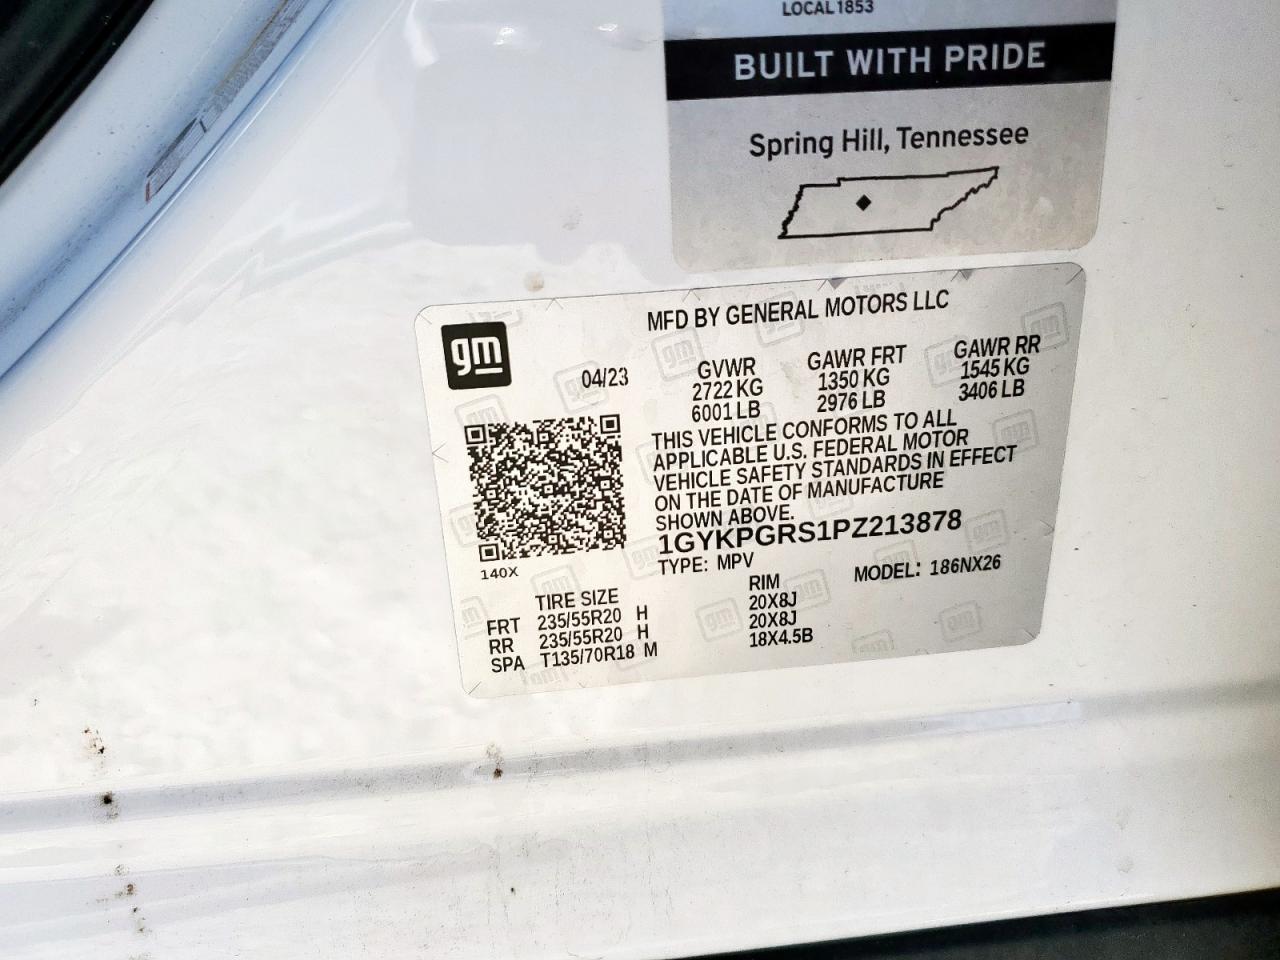 LOCAL 1853
BUILT WITH PRIDE
Spring Hill, Tennessee
MFD BY GENERAL MOTORS LLC
gm
04/23
GVWR GAWR FRT GAWR RR
2722 KG 1350 KG 1545 KG
6001 LB 2976 LB 3406 LB
THIS VEHICLE CONFORMS TO ALL
APPLICABLE U.S. FEDERAL MOTOR
VEHICLE SAFETY STANDARDS IN EFFECT
ON THE DATE OF MANUFACTURE
SHOWN ABOVE.
1GYKPGRS1PZ213878
TYPE: MPV MODEL: 186NX26
140X
TIRE SIZE RIM
FRT 235/55R20 H 20X8J
RR 235/55R20 H 20X8J
SPA T135/70R18 M 18X4.5B